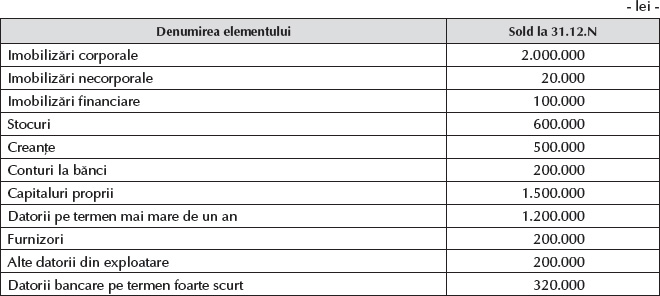 - lei -
Denumirea elementului Sold la 31.12.N
Imobilizări corporale 2.000.000
Imobilizări necorporale 20.000
Imobilizări financiare 100.000
Stocuri 600.000
Creanțe 500.000
Conturi la bănci 200.000
Capitaluri proprii 1.500.000
Datorii pe termen mai mare de un an 1.200.000
Furnizori 200.000
Alte datorii din exploatare 200.000
Datorii bancare pe termen foarte scurt 320.000